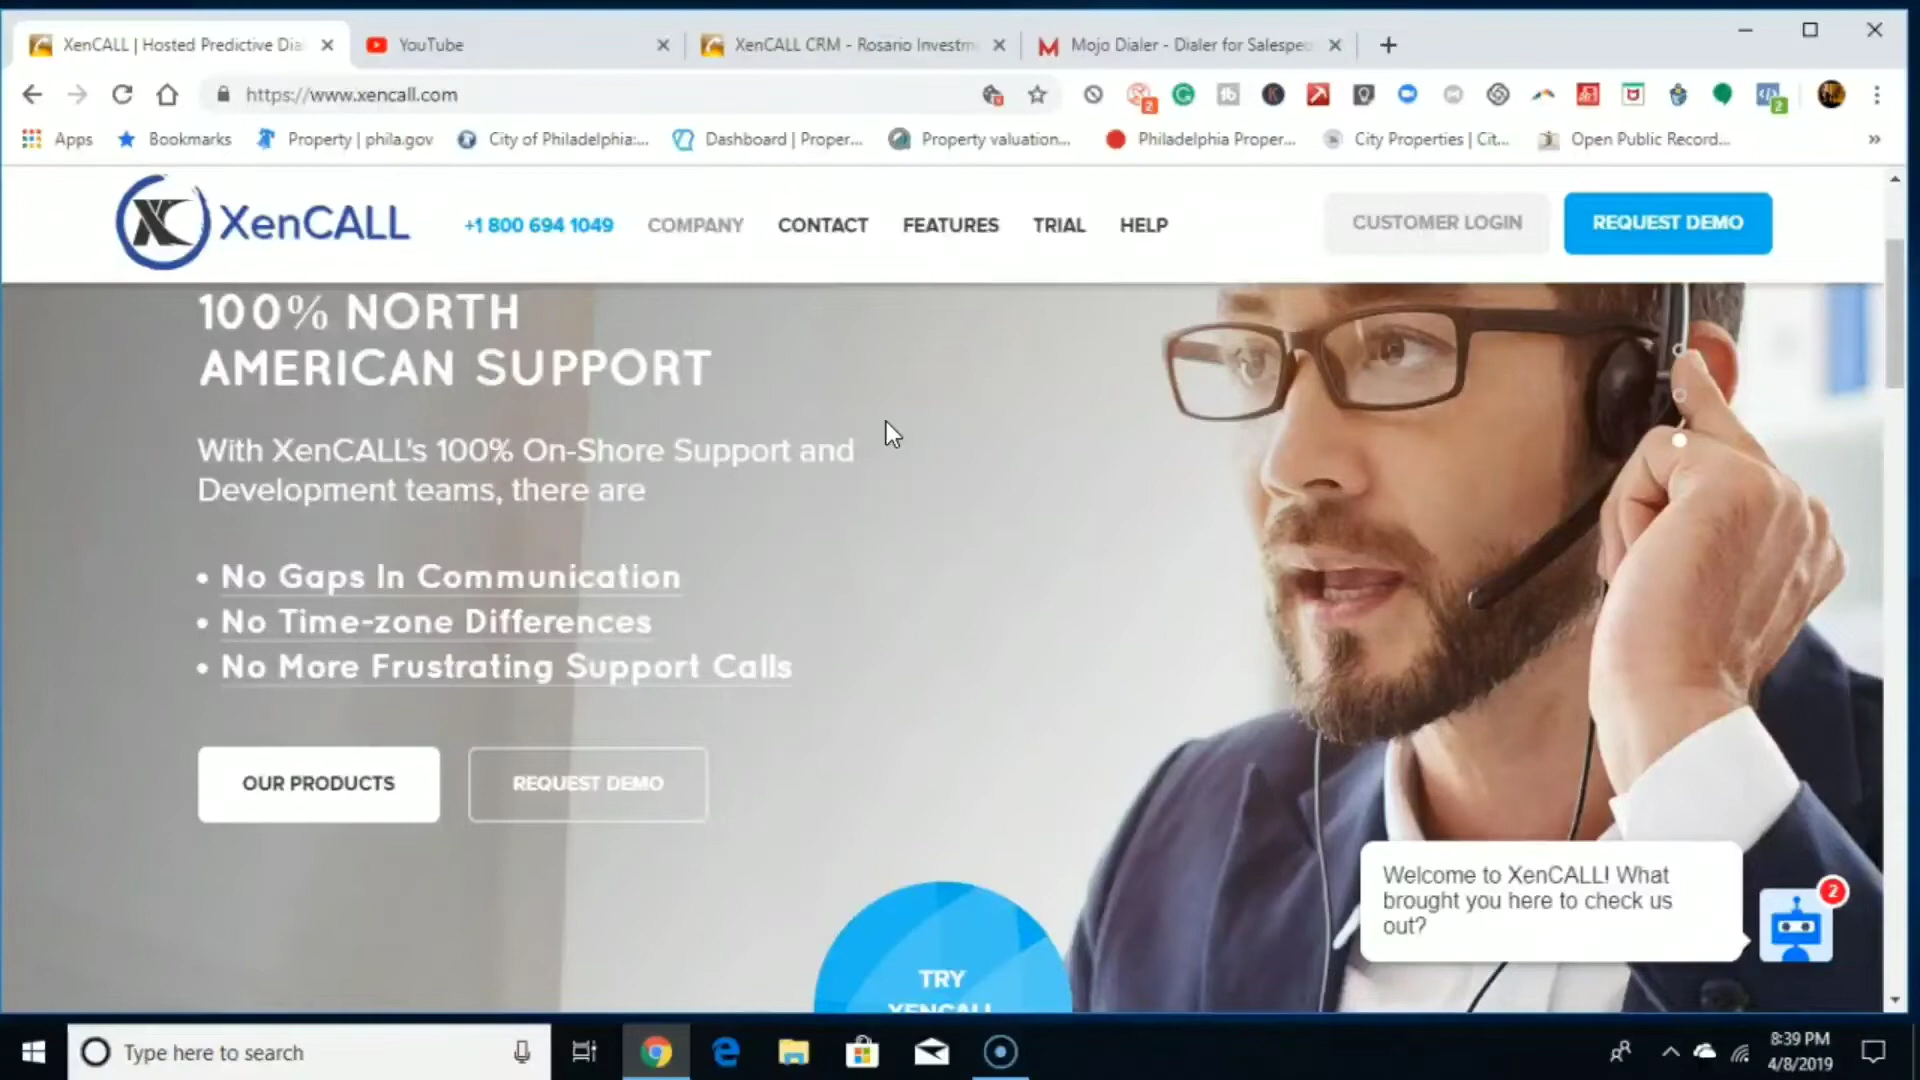 XenCALL | Hosted Predictive Dia
YouTube
XenCALL CRM - Rosario Investm
Mojo Dialer - Dialer for Salespeo
https://www.xencall.com
2
2
Apps
Bookmarks
Property | phila.gov
City of Philadelphia:...
Dashboard | Proper...
Property valuation...
Philadelphia Proper...
City Properties | Cit...
Open Public Record...
»
XenCALL
+1 800 694 1049
COMPANY
CONTACT
FEATURES
TRIAL
HELP
CUSTOMER LOGIN
REQUEST DEMO
100% NORTH
AMERICAN SUPPORT
With XenCALL's 100% On-Shore Support and
Development teams, there are
• No Gaps In Communication
• No Time-zone Differences
• No More Frustrating Support Calls
OUR PRODUCTS
REQUEST DEMO
TRY
XENCALL
Welcome to XenCALL! What
brought you here to check us
out?
2
Type here to search
8:39 PM
4/8/2019